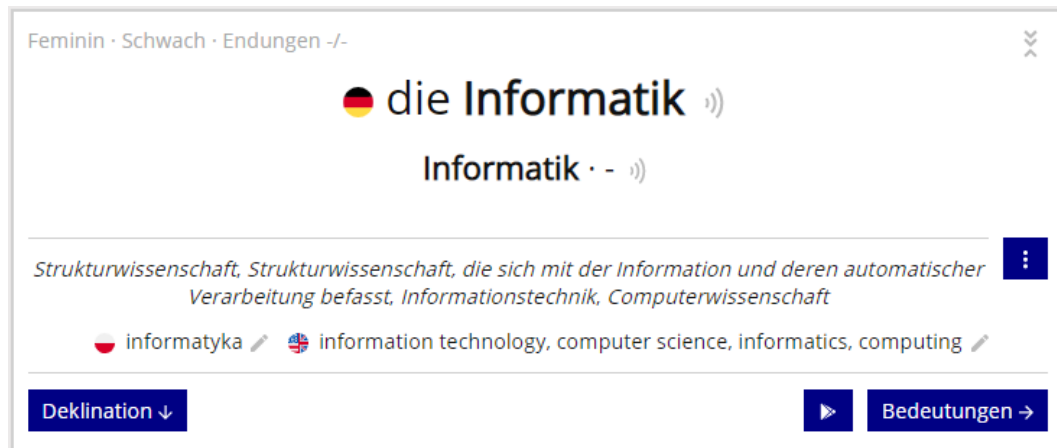 Feminin · Schwach · Endungen -/-
die Informatik
Informatik · -
Strukturwissenschaft, Strukturwissenschaft, die sich mit der Information und deren automatischer
Verarbeitung befasst, Informationstechnik, Computerwissenschaft
informatyka information technology, computer science, informatics, computing
Deklination ↓ Bedeutungen →